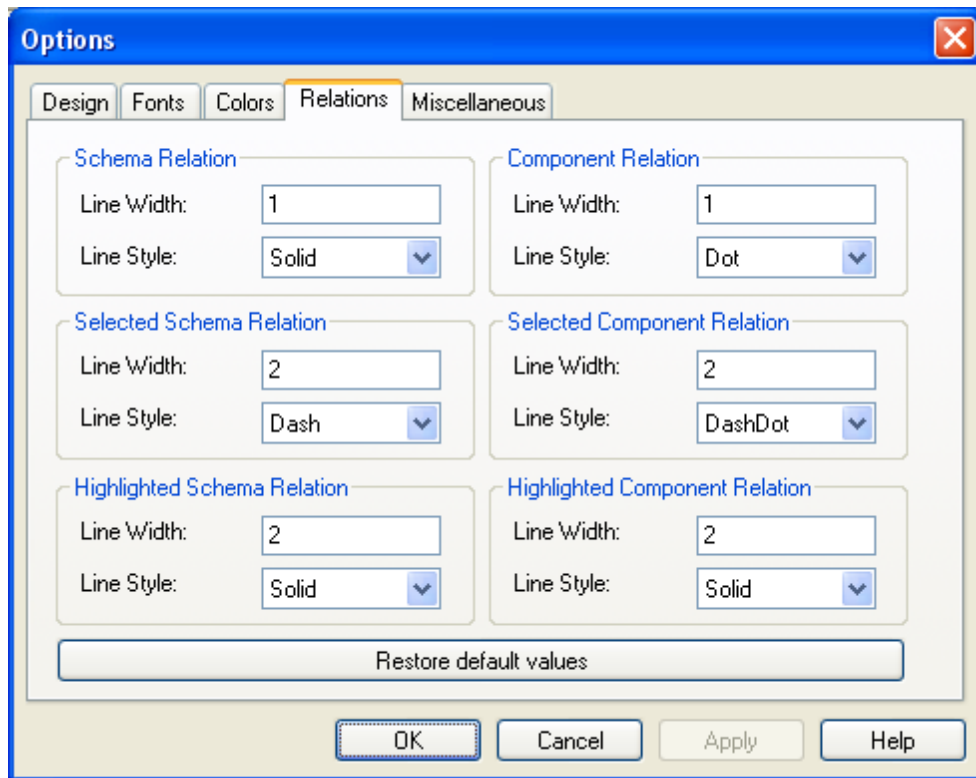 Options
Design Fonts Colors Relations Miscellaneous
Schema Relation
Line Width: 1
Line Style: Solid
Component Relation
Line Width: 1
Line Style: Dot
Selected Schema Relation
Line Width: 2
Line Style: Dash
Selected Component Relation
Line Width: 2
Line Style: DashDot
Highlighted Schema Relation
Line Width: 2
Line Style: Solid
Highlighted Component Relation
Line Width: 2
Line Style: Solid
Restore default values
OK Cancel Apply Help